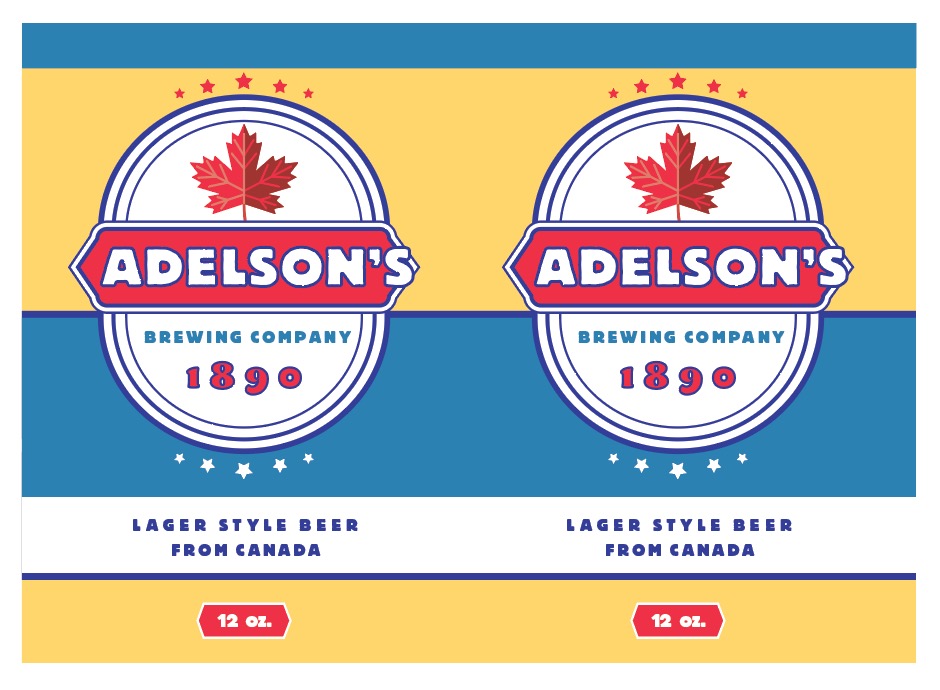 ADELSON'S
BREWING COMPANY
1890
LAGER STYLE BEER
FROM CANADA
12 oz.
ADELSON'S
BREWING COMPANY
1890
LAGER STYLE BEER
FROM CANADA
12 oz.